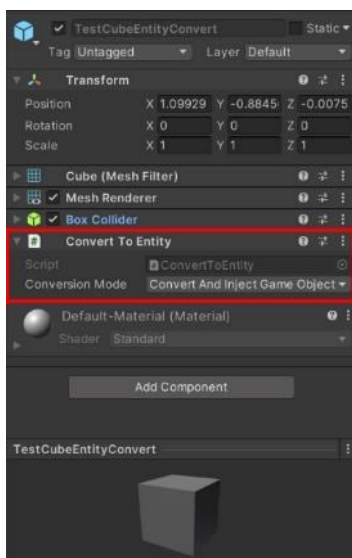 TestCubeEntityConvert Static
Tag Untagged Layer Default
Transform
Position X 1.09929 Y -0.8845 Z -0.0075
Rotation X 0 Y 0 Z 0
Scale X 1 Y 1 Z 1
Cube (Mesh Filter)
Mesh Renderer
Box Collider
# Convert To Entity
Script # ConvertToEntity
Conversion Mode Convert And Inject Game Object
Default-Material (Material)
Shader Standard
Add Component
TestCubeEntityConvert